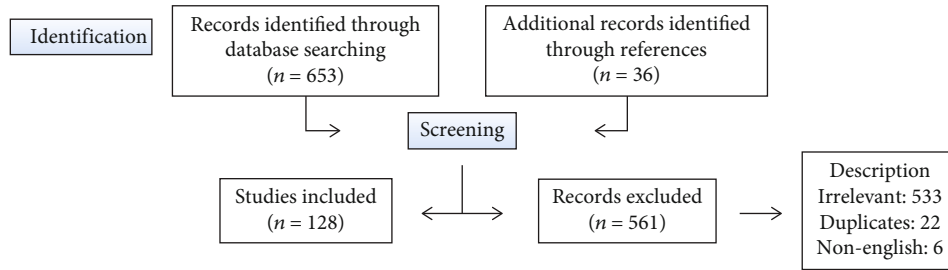 Identification
Records identified through
database searching
(n = 653)
Additional records identified
through references
(n = 36)
Screening
Studies included
(n = 128)
Records excluded
(n = 561)
Description
Irrelevant: 533
Duplicates: 22
Non-english: 6